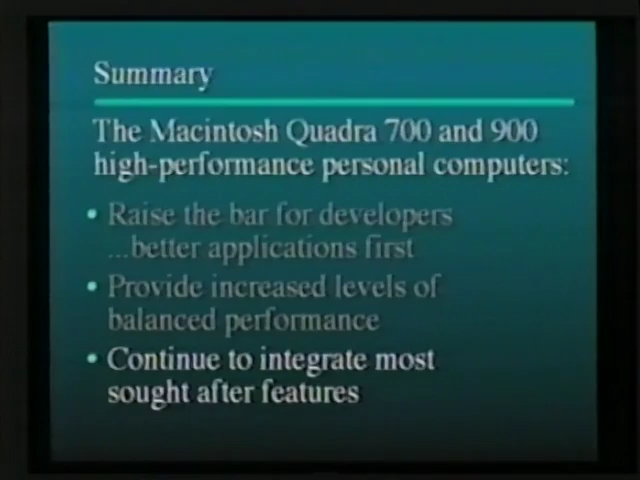 Summary
The Macintosh Quadra 700 and 900
high-performance personal computers:
• Raise the bar for developers
...better applications first
• Provide increased levels of
balanced performance
• Continue to integrate most
sought after features